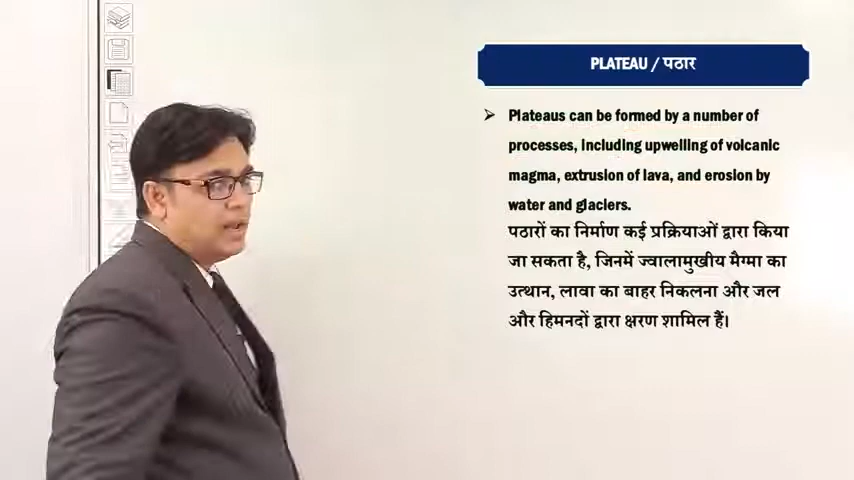 PLATEAU / पठार
➢ Plateaus can be formed by a number of
processes, including upwelling of volcanic
magma, extrusion of lava, and erosion by
water and glaciers.
पठारों का निर्माण कई प्रक्रियाओं द्वारा किया
जा सकता है, जिनमें ज्वालामुखीय मैग्मा का
उत्थान, लावा का बाहर निकलना और जल
और हिमनदों द्वारा क्षरण शामिल हैं।